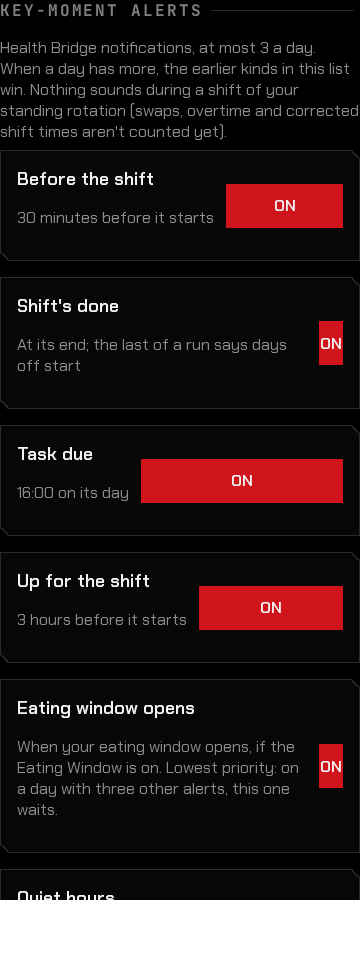 KEY-MOMENT ALERTS
Health Bridge notifications, at most 3 a day.
When a day has more, the earlier kinds in this list
win. Nothing sounds during a shift of your
standing rotation (swaps, overtime and corrected
shift times aren't counted yet).
Before the shift
30 minutes before it starts
ON
Shift's done
At its end; the last of a run says days
off start
ON
Task due
16:00 on its day
ON
Up for the shift
3 hours before it starts
ON
Eating window opens
When your eating window opens, if the
Eating Window is on. Lowest priority: on
a day with three other alerts, this one
waits.
ON
Quiet hours